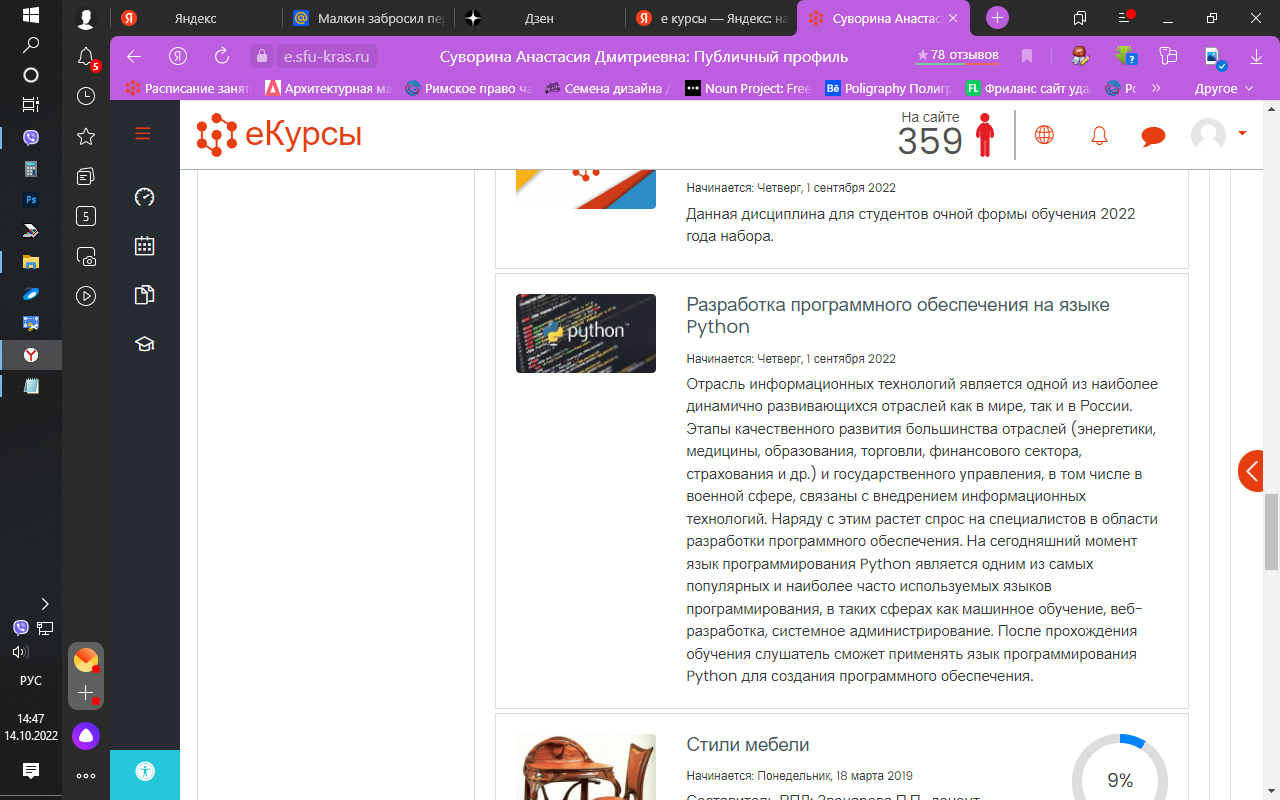 Яндекс
Малкин забросил пер
Дзен
е курсы — Яндекс: на
Суворина Анастас
e.sfu-kras.ru
Суворина Анастасия Дмитриевна: Публичный профиль
★ 78 отзывов
Расписание занят
Архитектурная ма
Римское право ча
Семена дизайна /
Noun Project: Free
Bē Poligraphy Полигр
FL Фриланс сайт уда
Ро
»
Другое
еКурсы
На сайте
359
Начинается: Четверг, 1 сентября 2022
Данная дисциплина для студентов очной формы обучения 2022
года набора.
python™
Разработка программного обеспечения на языке
Python
Начинается: Четверг, 1 сентября 2022
Отрасль информационных технологий является одной из наиболее
динамично развивающихся отраслей как в мире, так и в России.
Этапы качественного развития большинства отраслей (энергетики,
медицины, образования, торговли, финансового сектора,
страхования и др.) и государственного управления, в том числе в
военной сфере, связаны с внедрением информационных
технологий. Наряду с этим растет спрос на специалистов в области
разработки программного обеспечения. На сегодняшний момент
язык программирования Python является одним из самых
популярных и наиболее часто используемых языков
программирования, в таких сферах как машинное обучение, веб-
разработка, системное администрирование. После прохождения
обучения слушатель сможет применять язык программирования
Python для создания программного обеспечения.
Стили мебели
Начинается: Понедельник, 18 марта 2019
9%
5
5
Ps
РУС
14:47
14.10.2022